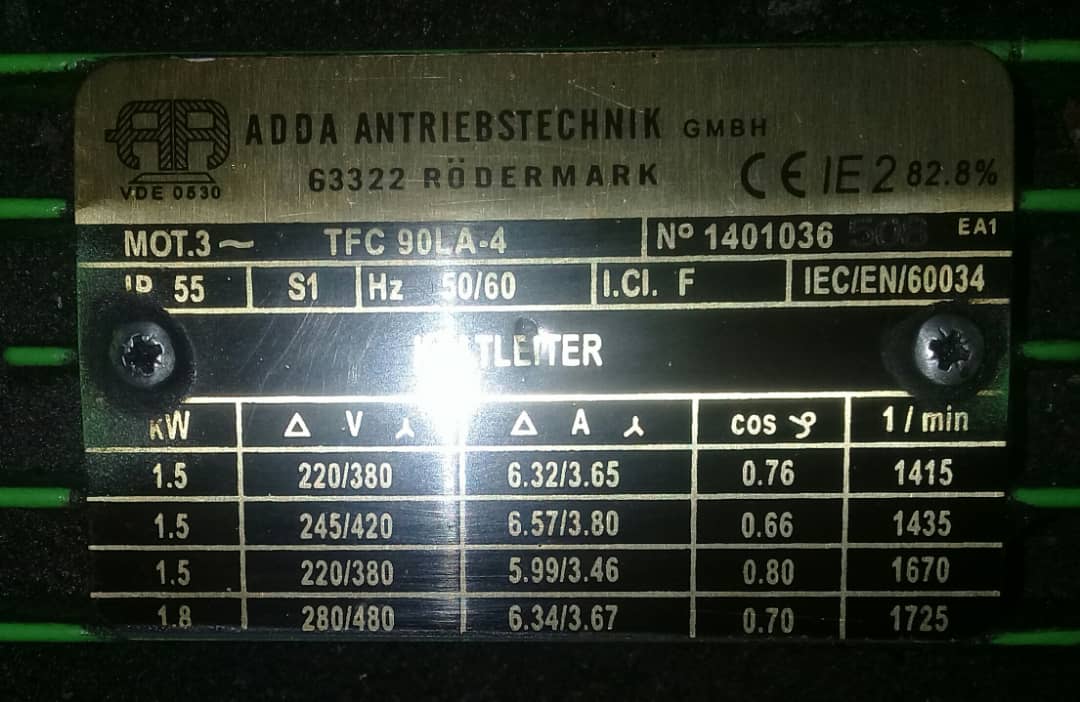 ADDA ANTRIEBSTECHNIK GMBH
63322 RÖDERMARK
VDE 0530
CE IE2 82.8%
MOT.3~ TFC 90LA-4 Nº 1401036 508 EA1
IP 55 S1 Hz 50/60 I.Cl. F IEC/EN/60034
kW Δ V ⅄ Δ A ⅄ cos φ 1/min
1.5 220/380 6.32/3.65 0.76 1415
1.5 245/420 6.57/3.80 0.66 1435
1.5 220/380 5.99/3.46 0.80 1670
1.8 280/480 6.34/3.67 0.70 1725